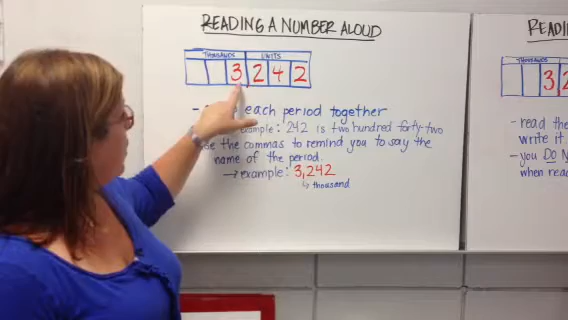 READING A NUMBER ALOUD
THOUSANDS UNITS
3 2 4 2
- each period together
example: 242 is two hundred forty-two
the commas to remind you to say the
name of the period.
→ example: 3,242
↳ thousand
READI
3 2
- read the
write it
- you DO N
when read